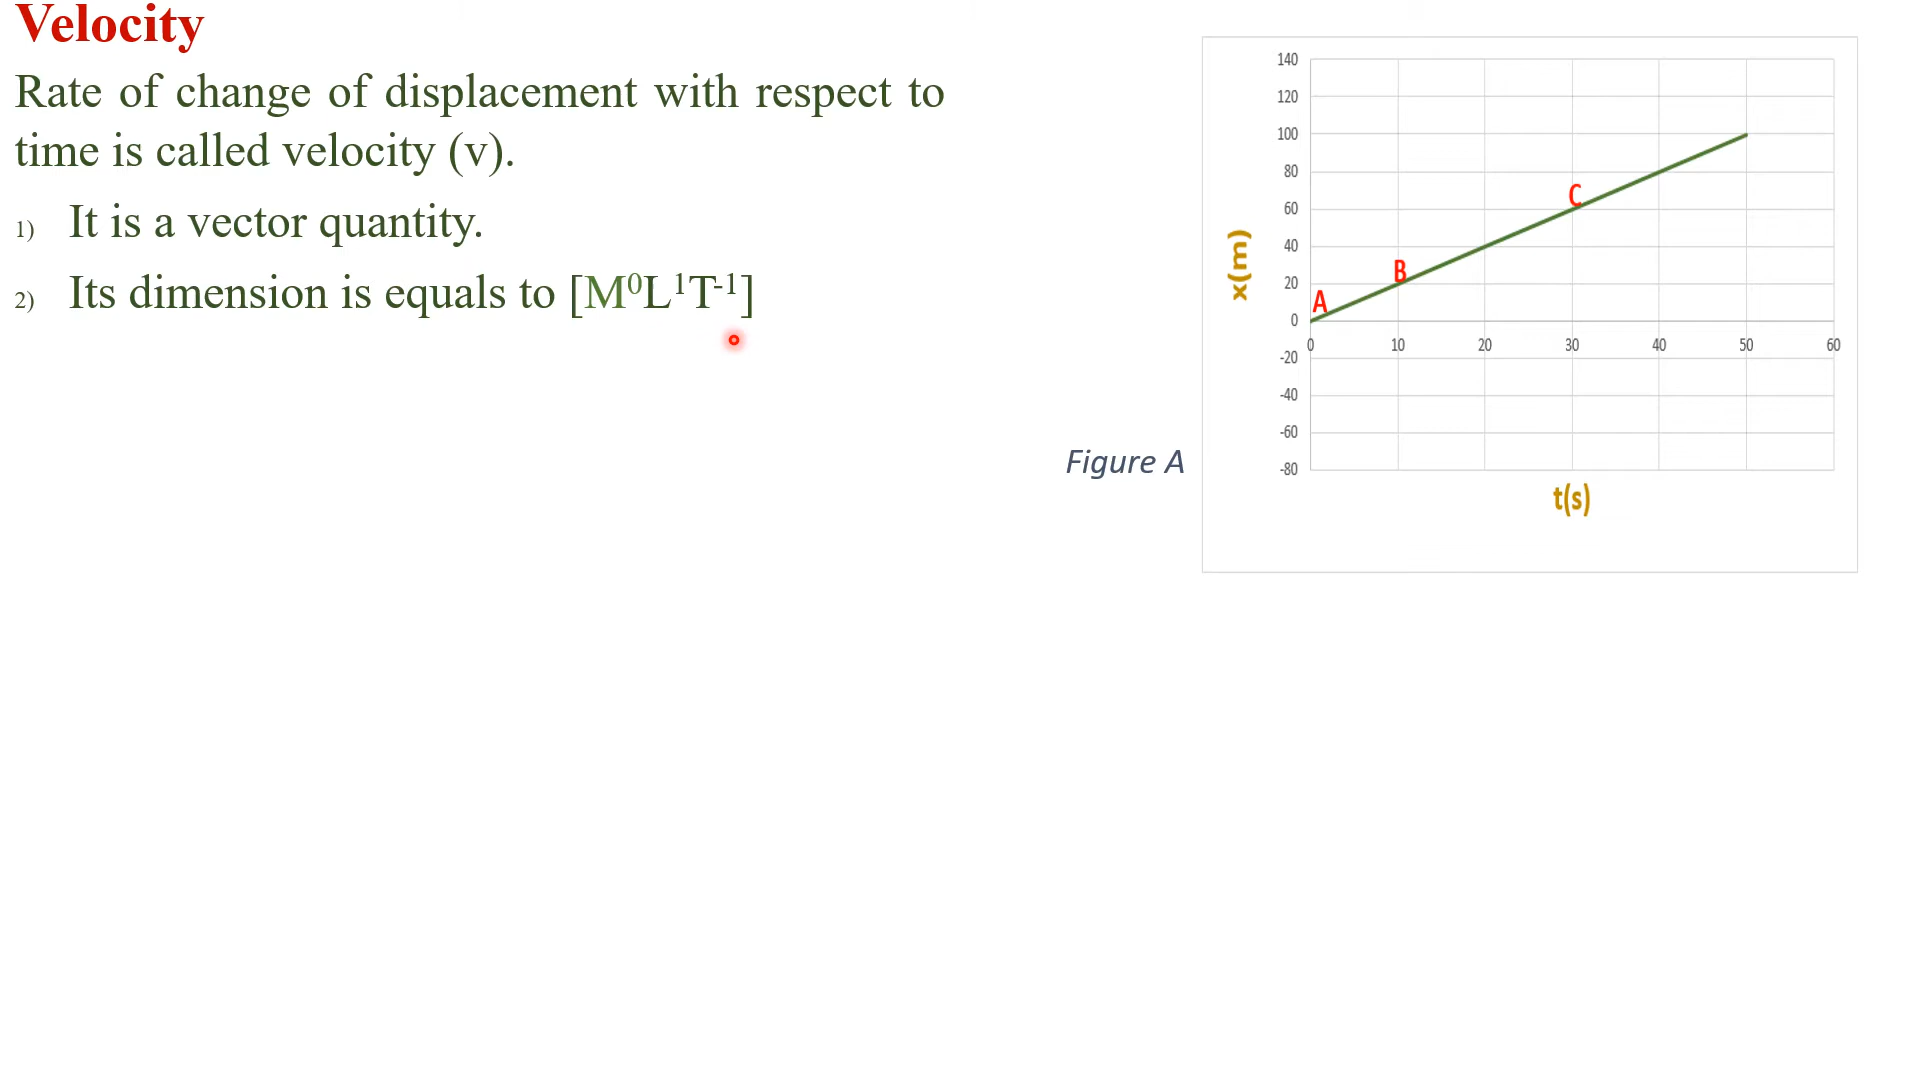 Velocity
Rate of change of displacement with respect to
time is called velocity (v).
1) It is a vector quantity.
2) Its dimension is equals to [M⁰L¹T⁻¹]
140
120
100
80
60
40
20
0
-20
-40
-60
-80
x(m)
A
B
C
0 10 20 30 40 50 60
t(s)
Figure A